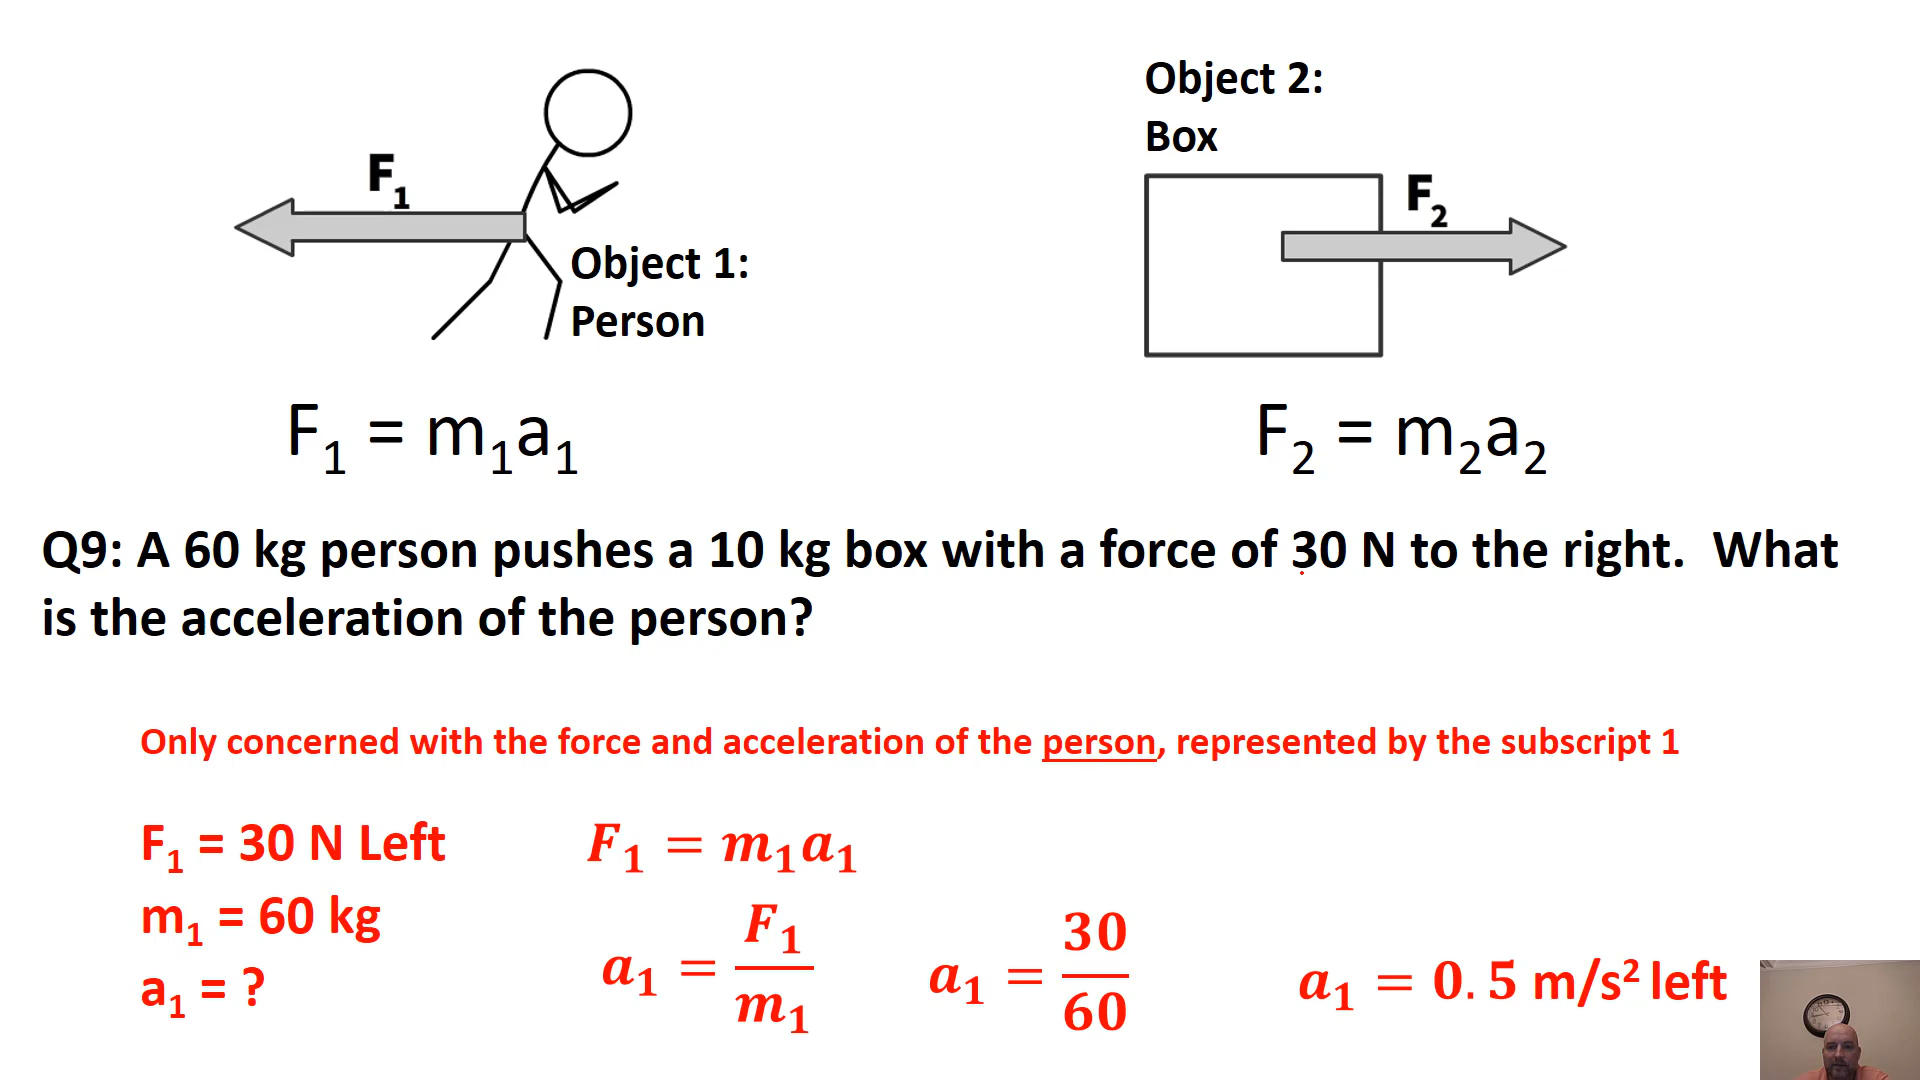 Object 2:
Box
F₁
F₂
Object 1:
Person
F₁ = m₁a₁
F₂ = m₂a₂
Q9: A 60 kg person pushes a 10 kg box with a force of 30 N to the right.  What
is the acceleration of the person?
Only concerned with the force and acceleration of the person, represented by the subscript 1
F₁ = 30 N Left
F₁ = m₁a₁
m₁ = 60 kg
a₁ = ?
a₁ = F₁/m₁
a₁ = 30/60
a₁ = 0.5 m/s² left